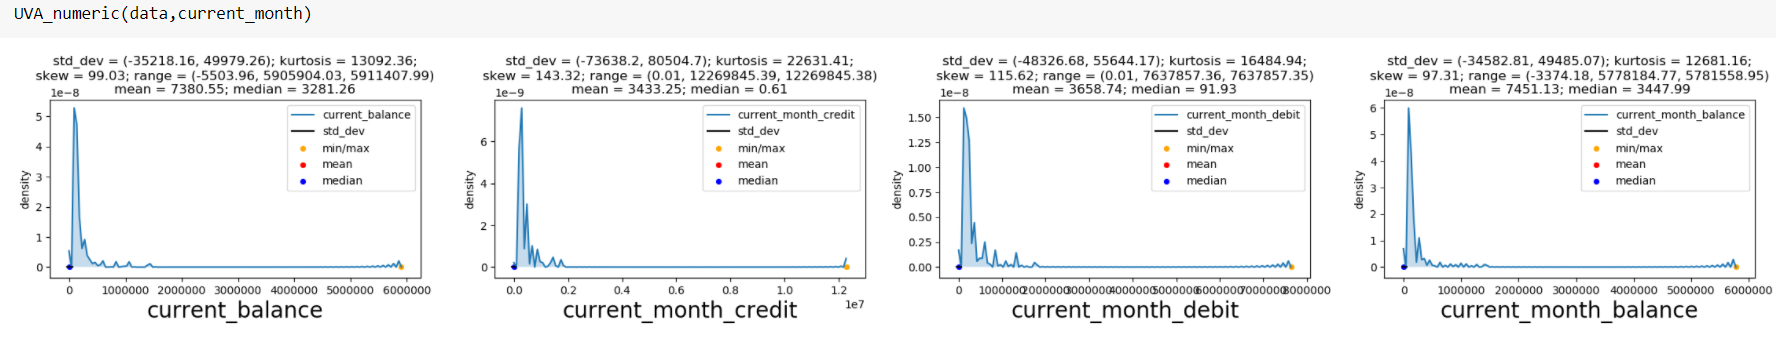 UVA_numeric(data,current_month)
std_dev = (-35218.16, 49979.26); kurtosis = 13092.36;
skew = 99.03; range = (-5503.96, 5905904.03, 5911407.99)
mean = 7380.55; median = 3281.26
1e-8
current_balance
std_dev
min/max
mean
median
5
4
3
2
1
0
density
0 1000000 2000000 3000000 4000000 5000000 6000000
current_balance
std_dev = (-73638.2, 80504.7); kurtosis = 22631.41;
skew = 143.32; range = (0.01, 12269845.39, 12269845.38)
mean = 3433.25; median = 0.61
1e-9
current_month_credit
std_dev
min/max
mean
median
6
4
2
0
density
0.0 0.2 0.4 0.6 0.8 1.0 1.2
1e7
current_month_credit
std_dev = (-48326.68, 55644.17); kurtosis = 16484.94;
skew = 115.62; range = (0.01, 7637857.36, 7637857.35)
mean = 3658.74; median = 91.93
1e-8
current_month_debit
std_dev
min/max
mean
median
1.50
1.25
1.00
0.75
0.50
0.25
0.00
density
0 1000000 2000000 3000000 4000000 5000000 6000000 7000000 8000000
current_month_debit
std_dev = (-34582.81, 49485.07); kurtosis = 12681.16;
skew = 97.31; range = (-3374.18, 5778184.77, 5781558.95)
mean = 7451.13; median = 3447.99
1e-8
current_month_balance
std_dev
min/max
mean
median
6
5
4
3
2
1
0
density
0 1000000 2000000 3000000 4000000 5000000 6000000
current_month_balance